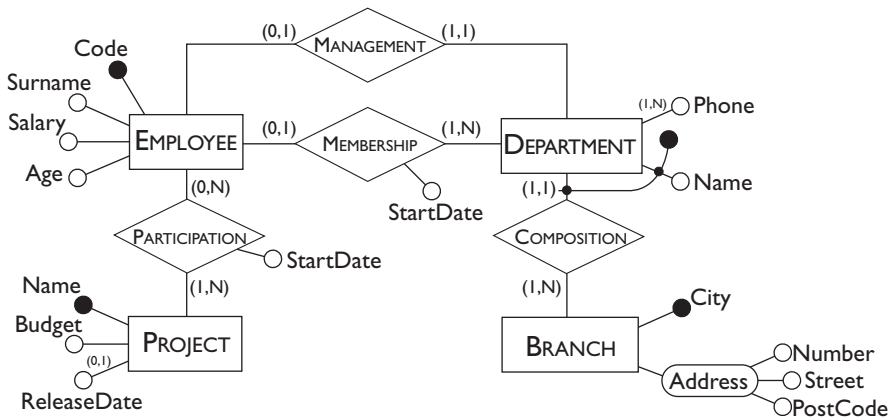 (0,1) MANAGEMENT (1,1)
Code
Surname
Salary
Age
EMPLOYEE
(0,1) MEMBERSHIP (1,N)
StartDate
DEPARTMENT
(1,N) Phone
Name
(0,N)
PARTICIPATION
StartDate
(1,N)
(1,1)
COMPOSITION
(1,N)
Name
Budget
(0,1)
ReleaseDate
PROJECT
BRANCH
City
Address
Number
Street
PostCode